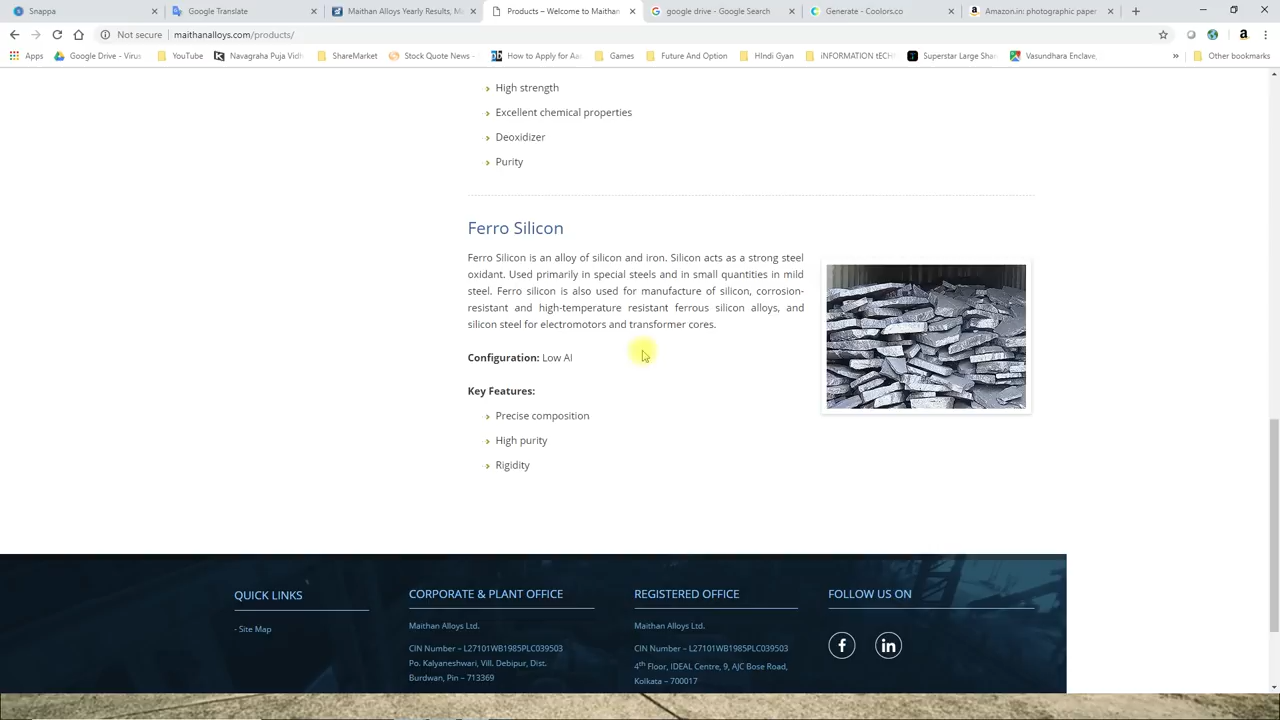 Snappa
Google Translate
Maithan Alloys Yearly Results, M
Products – Welcome to Maithan
google drive - Google Search
Generate - Coolors.co
Amazon.in: photographic paper
Not secure | maithanalloys.com/products/
Apps
Google Drive - Virus
YouTube
Navagraha Puja Vidh
ShareMarket
Stock Quote News -
How to Apply for Aa
Games
Future And Option
HIndi Gyan
iNFORMATION tECH
Superstar Large Shar
Vasundhara Enclave,
»
Other bookmarks
High strength
Excellent chemical properties
Deoxidizer
Purity
Ferro Silicon
Ferro Silicon is an alloy of silicon and iron. Silicon acts as a strong steel
oxidant. Used primarily in special steels and in small quantities in mild
steel. Ferro silicon is also used for manufacture of silicon, corrosion-
resistant and high-temperature resistant ferrous silicon alloys, and
silicon steel for electromotors and transformer cores.
Configuration: Low Al
Key Features:
Precise composition
High purity
Rigidity
QUICK LINKS
- Site Map
CORPORATE & PLANT OFFICE
Maithan Alloys Ltd.
CIN Number – L27101WB1985PLC039503
Po. Kalyaneshwari, Vill. Debipur, Dist.
Burdwan, Pin – 713369
REGISTERED OFFICE
Maithan Alloys Ltd.
CIN Number – L27101WB1985PLC039503
4th Floor, IDEAL Centre, 9, AJC Bose Road,
Kolkata – 700017
FOLLOW US ON
f
in